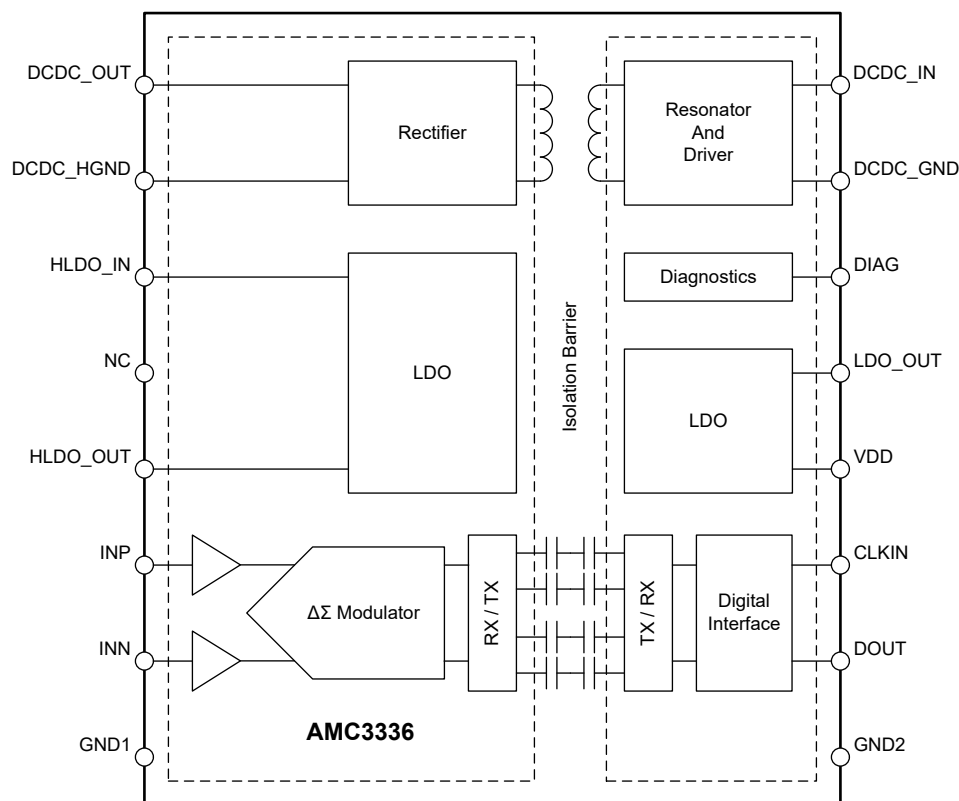 DCDC_OUT
DCDC_HGND
HLDO_IN
NC
HLDO_OUT
INP
INN
GND1
Rectifier
LDO
ΔΣ Modulator
RX / TX
AMC3336
Isolation Barrier
Resonator
And
Driver
Diagnostics
LDO
TX / RX
Digital
Interface
DCDC_IN
DCDC_GND
DIAG
LDO_OUT
VDD
CLKIN
DOUT
GND2